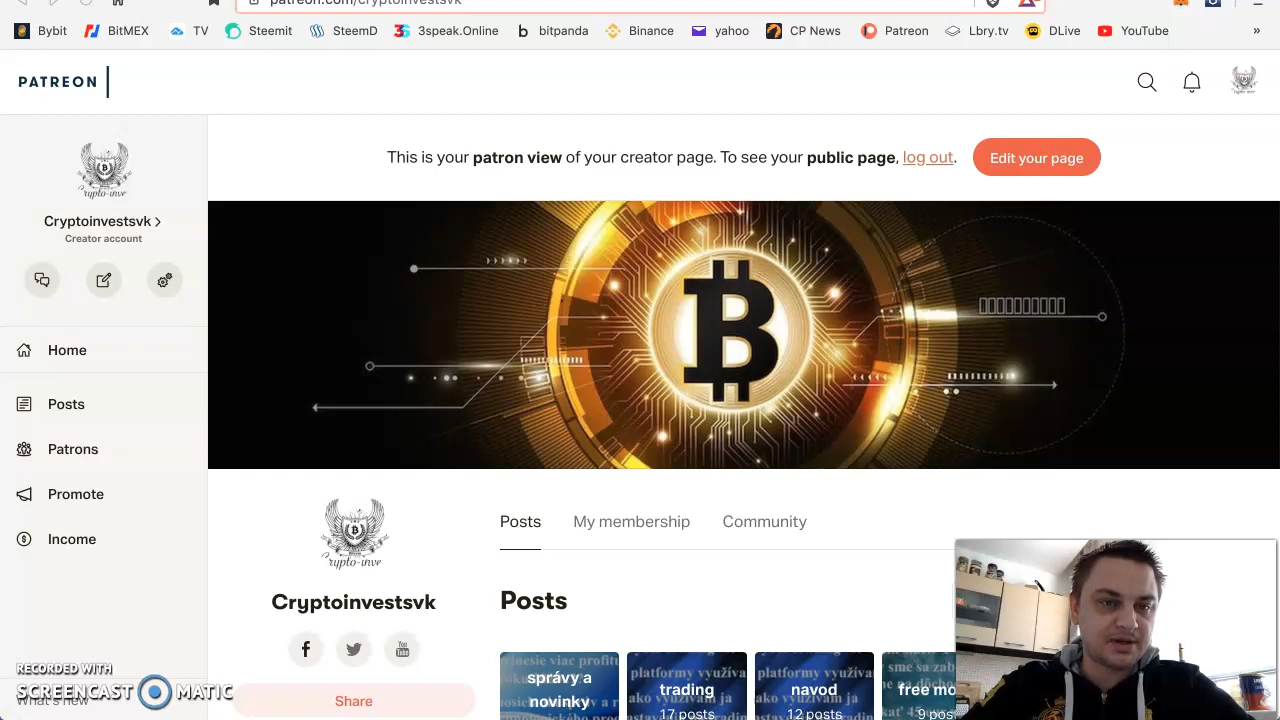 patreon.com/cryptoinvestsvk
Bybit BitMEX TV Steemit SteemD 3speak.Online bitpanda Binance yahoo CP News Patreon Lbry.tv DLive YouTube »
PATREON
This is your patron view of your creator page. To see your public page, log out. Edit your page
Cryptoinvestsvk >
Creator account
Home
Posts
Patrons
Promote
Income
What's new
Posts My membership Community
Cryptoinvestsvk
Share
Posts
správy a
novinky
trading
17 posts
navod
12 posts
free mo
9 pos
RECORDED WITH
SCREENCAST MATIC